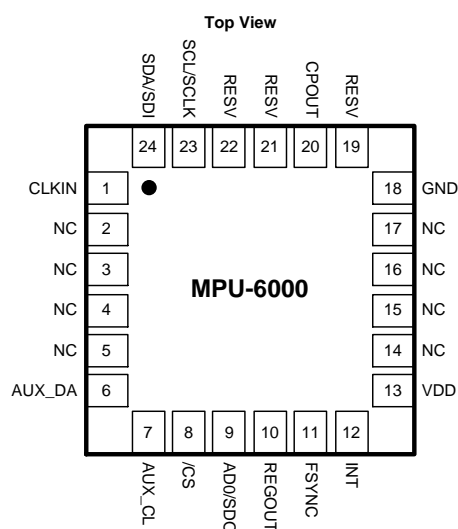 Top View
SDA/SDI
SCL/SCLK
RESV
RESV
CPOUT
RESV
24 23 22 21 20 19
CLKIN 1
NC 2
NC 3
NC 4
NC 5
AUX_DA 6
MPU-6000
18 GND
17 NC
16 NC
15 NC
14 NC
13 VDD
7 8 9 10 11 12
AUX_CL
/CS
AD0/SDO
REGOUT
FSYNC
INT